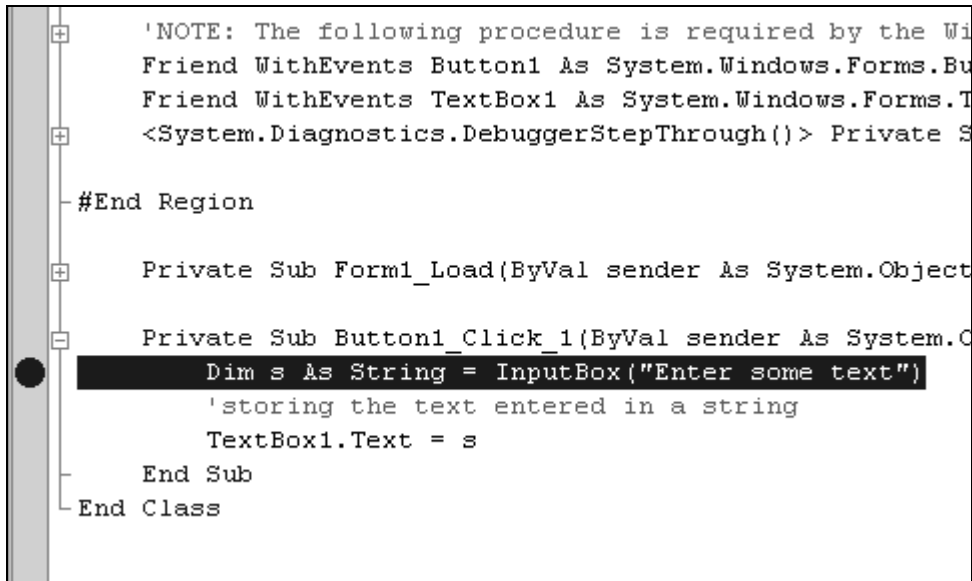 'NOTE: The following procedure is required by the Wi
Friend WithEvents Button1 As System.Windows.Forms.Bu
Friend WithEvents TextBox1 As System.Windows.Forms.T
<System.Diagnostics.DebuggerStepThrough()> Private S
#End Region
Private Sub Form1_Load(ByVal sender As System.Object
Private Sub Button1_Click_1(ByVal sender As System.O
Dim s As String = InputBox("Enter some text")
'storing the text entered in a string
TextBox1.Text = s
End Sub
End Class